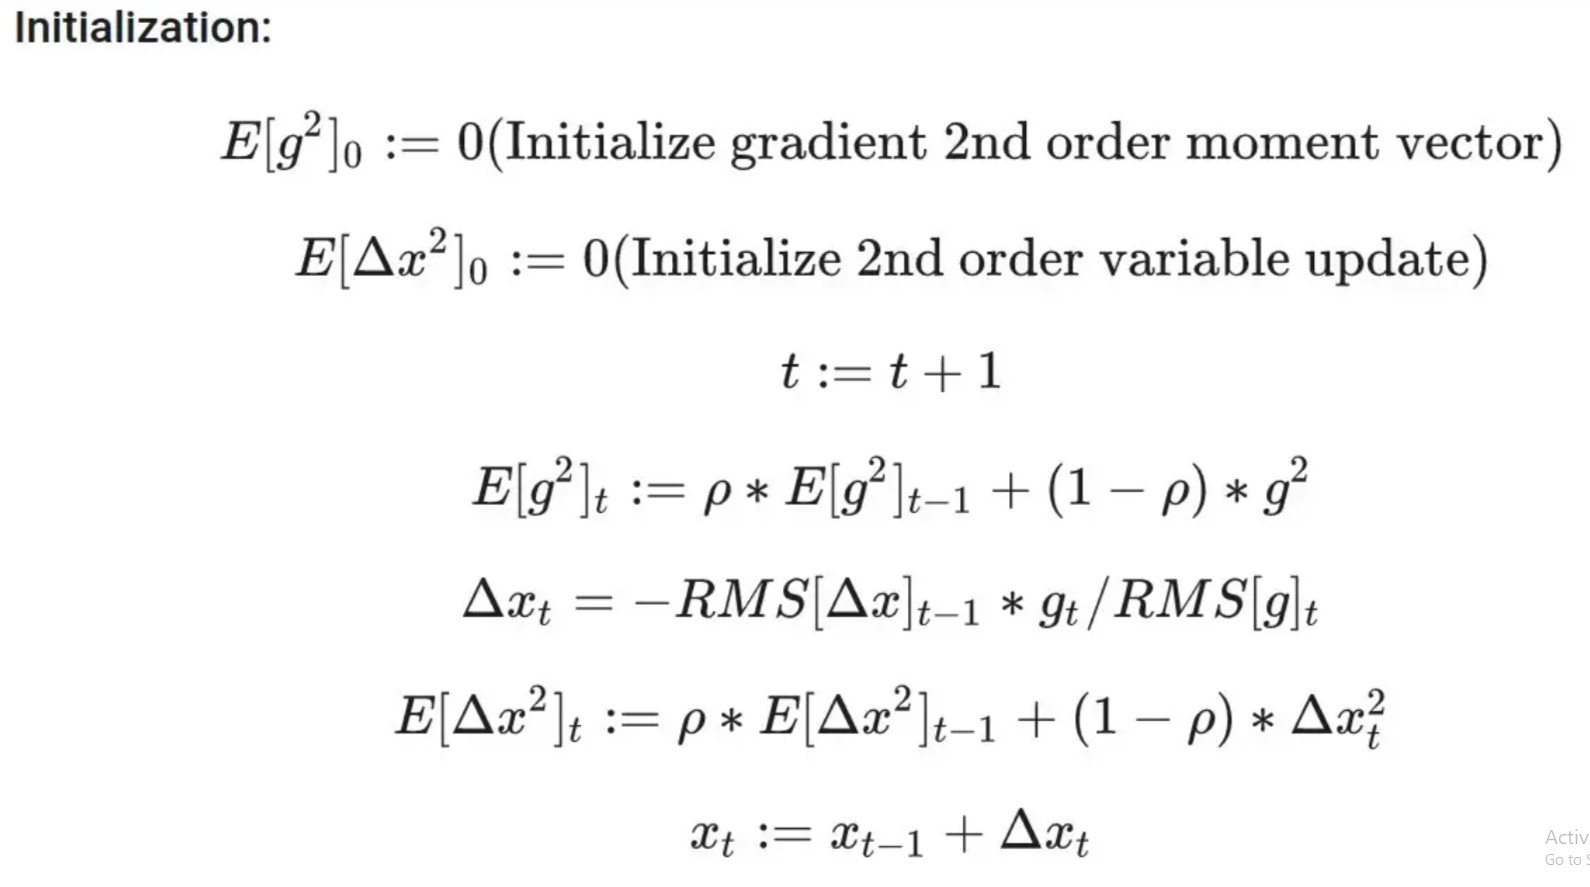 Initialization:
E[g²]₀ := 0(Initialize gradient 2nd order moment vector)
E[Δx²]₀ := 0(Initialize 2nd order variable update)
t := t + 1
E[g²]ₜ := ρ * E[g²]ₜ₋₁ + (1 − ρ) * g²
Δxₜ = −RMS[Δx]ₜ₋₁ * gₜ/RMS[g]ₜ
E[Δx²]ₜ := ρ * E[Δx²]ₜ₋₁ + (1 − ρ) * Δxₜ²
xₜ := xₜ₋₁ + Δxₜ
Activ
Go to S